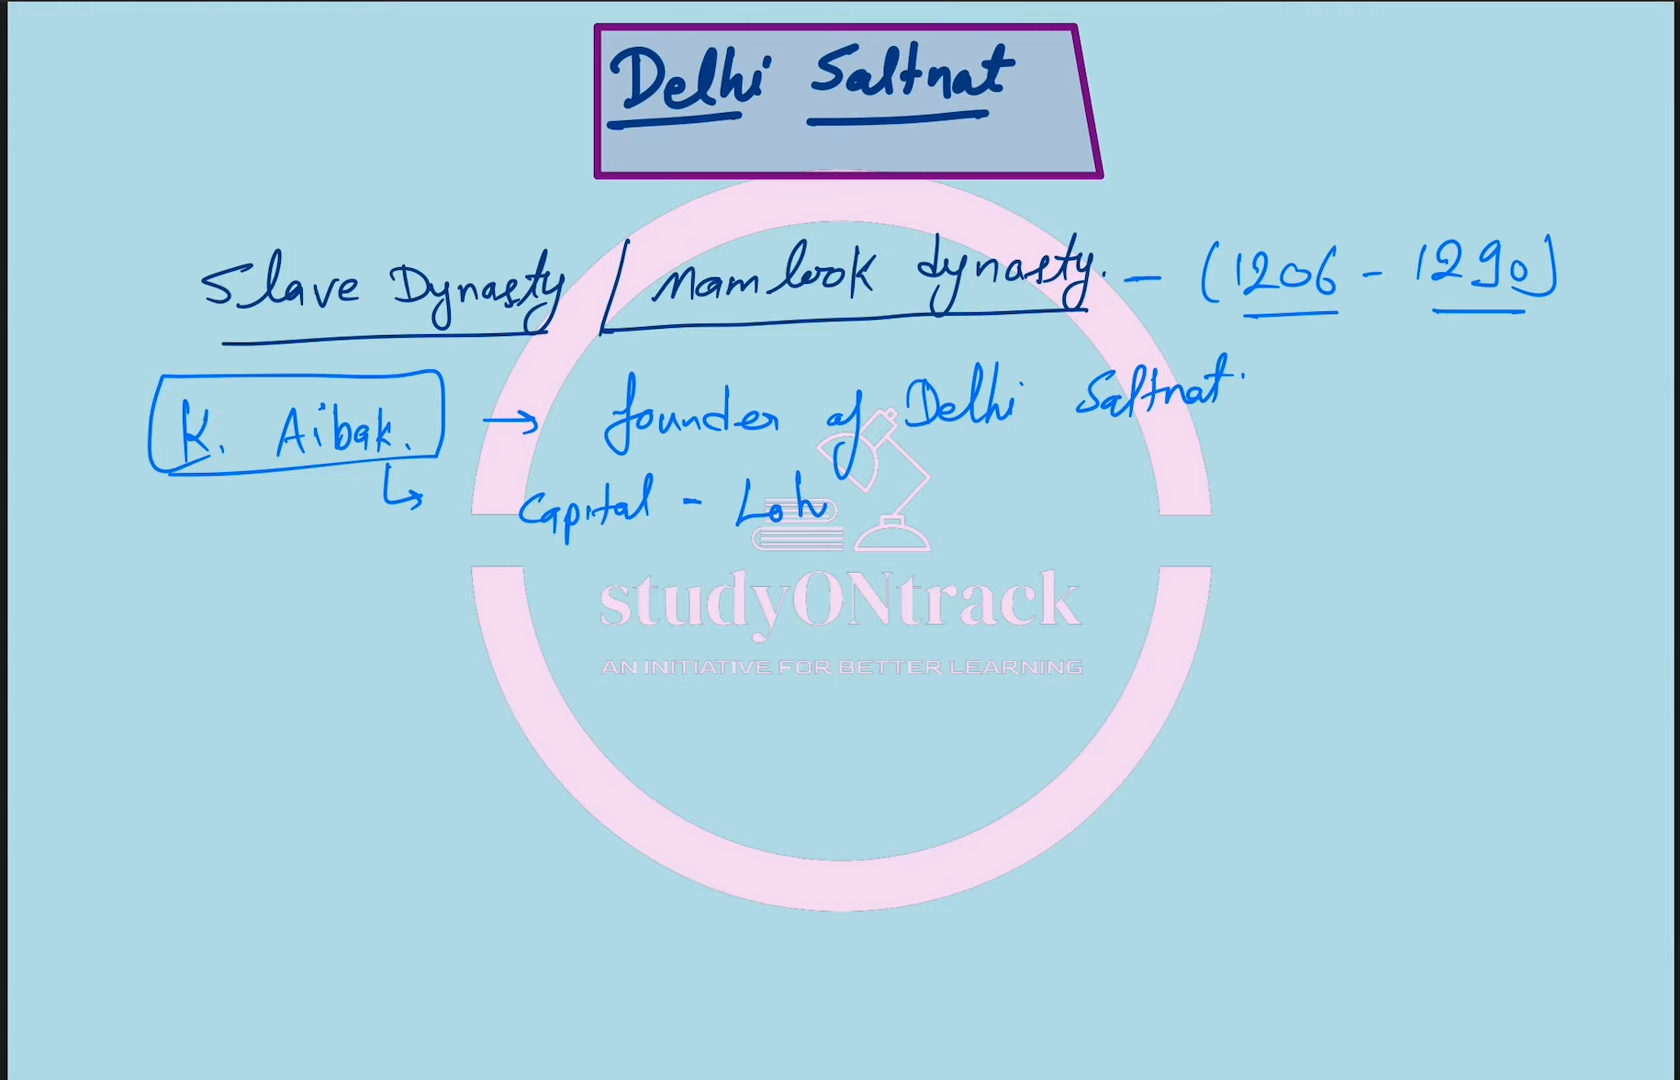 Delhi Saltnat
Slave Dynasty / Mamlook dynasty. - (1206 - 1290)
K. Aibak. → founder of Delhi Saltnat.
↳ Capital - Loh
studyONtrack
AN INITIATIVE FOR BETTER LEARNING